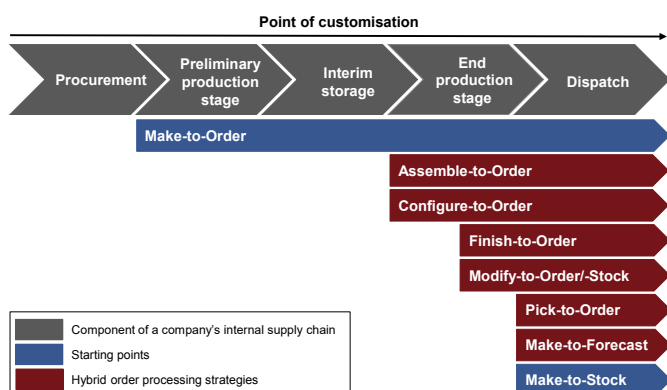 Point of customisation
Procurement
Preliminary
production
stage
Interim
storage
End
production
stage
Dispatch
Make-to-Order
Assemble-to-Order
Configure-to-Order
Finish-to-Order
Modify-to-Order/-Stock
Pick-to-Order
Make-to-Forecast
Make-to-Stock
Component of a company's internal supply chain
Starting points
Hybrid order processing strategies